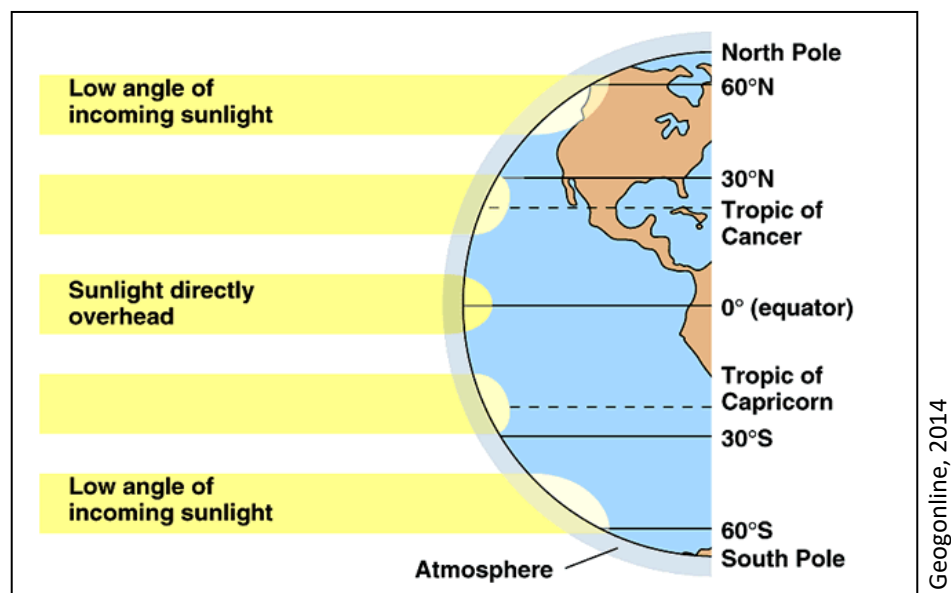 North Pole
Low angle of
incoming sunlight
60°N
30°N
Tropic of
Cancer
Sunlight directly
overhead
0° (equator)
Tropic of
Capricorn
30°S
Low angle of
incoming sunlight
60°S
South Pole
Atmosphere
Geogonline, 2014